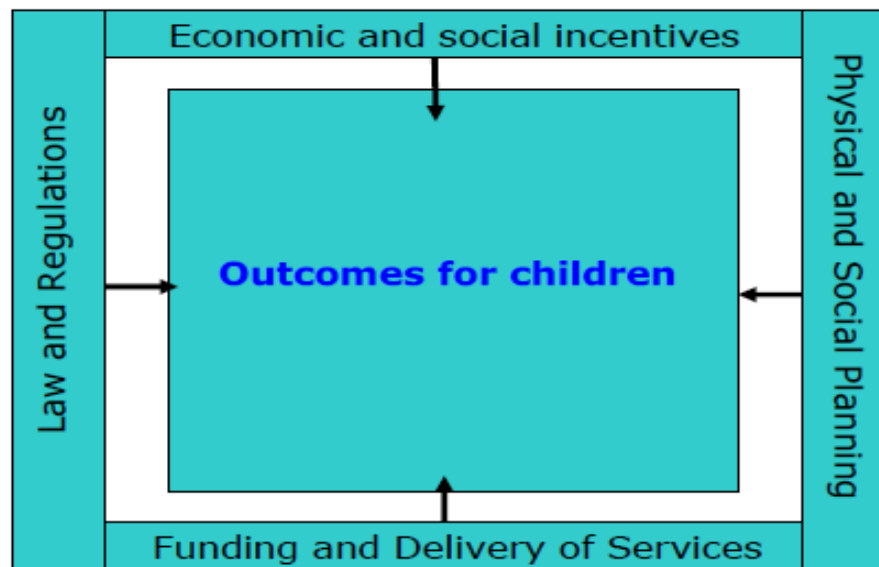 Economic and social incentives
Law and Regulations
Outcomes for children
Physical and Social Planning
Funding and Delivery of Services